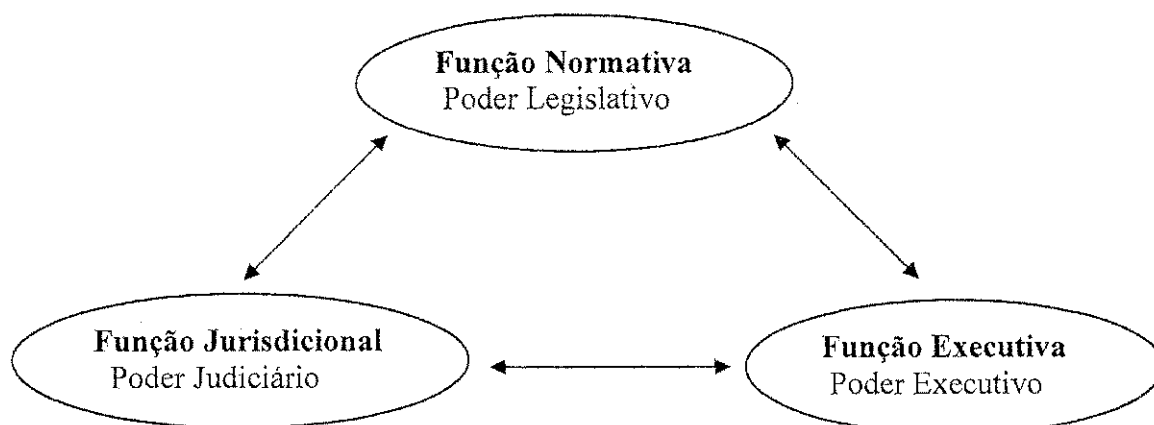 Função Normativa
Poder Legislativo
Função Jurisdicional
Poder Judiciário
Função Executiva
Poder Executivo